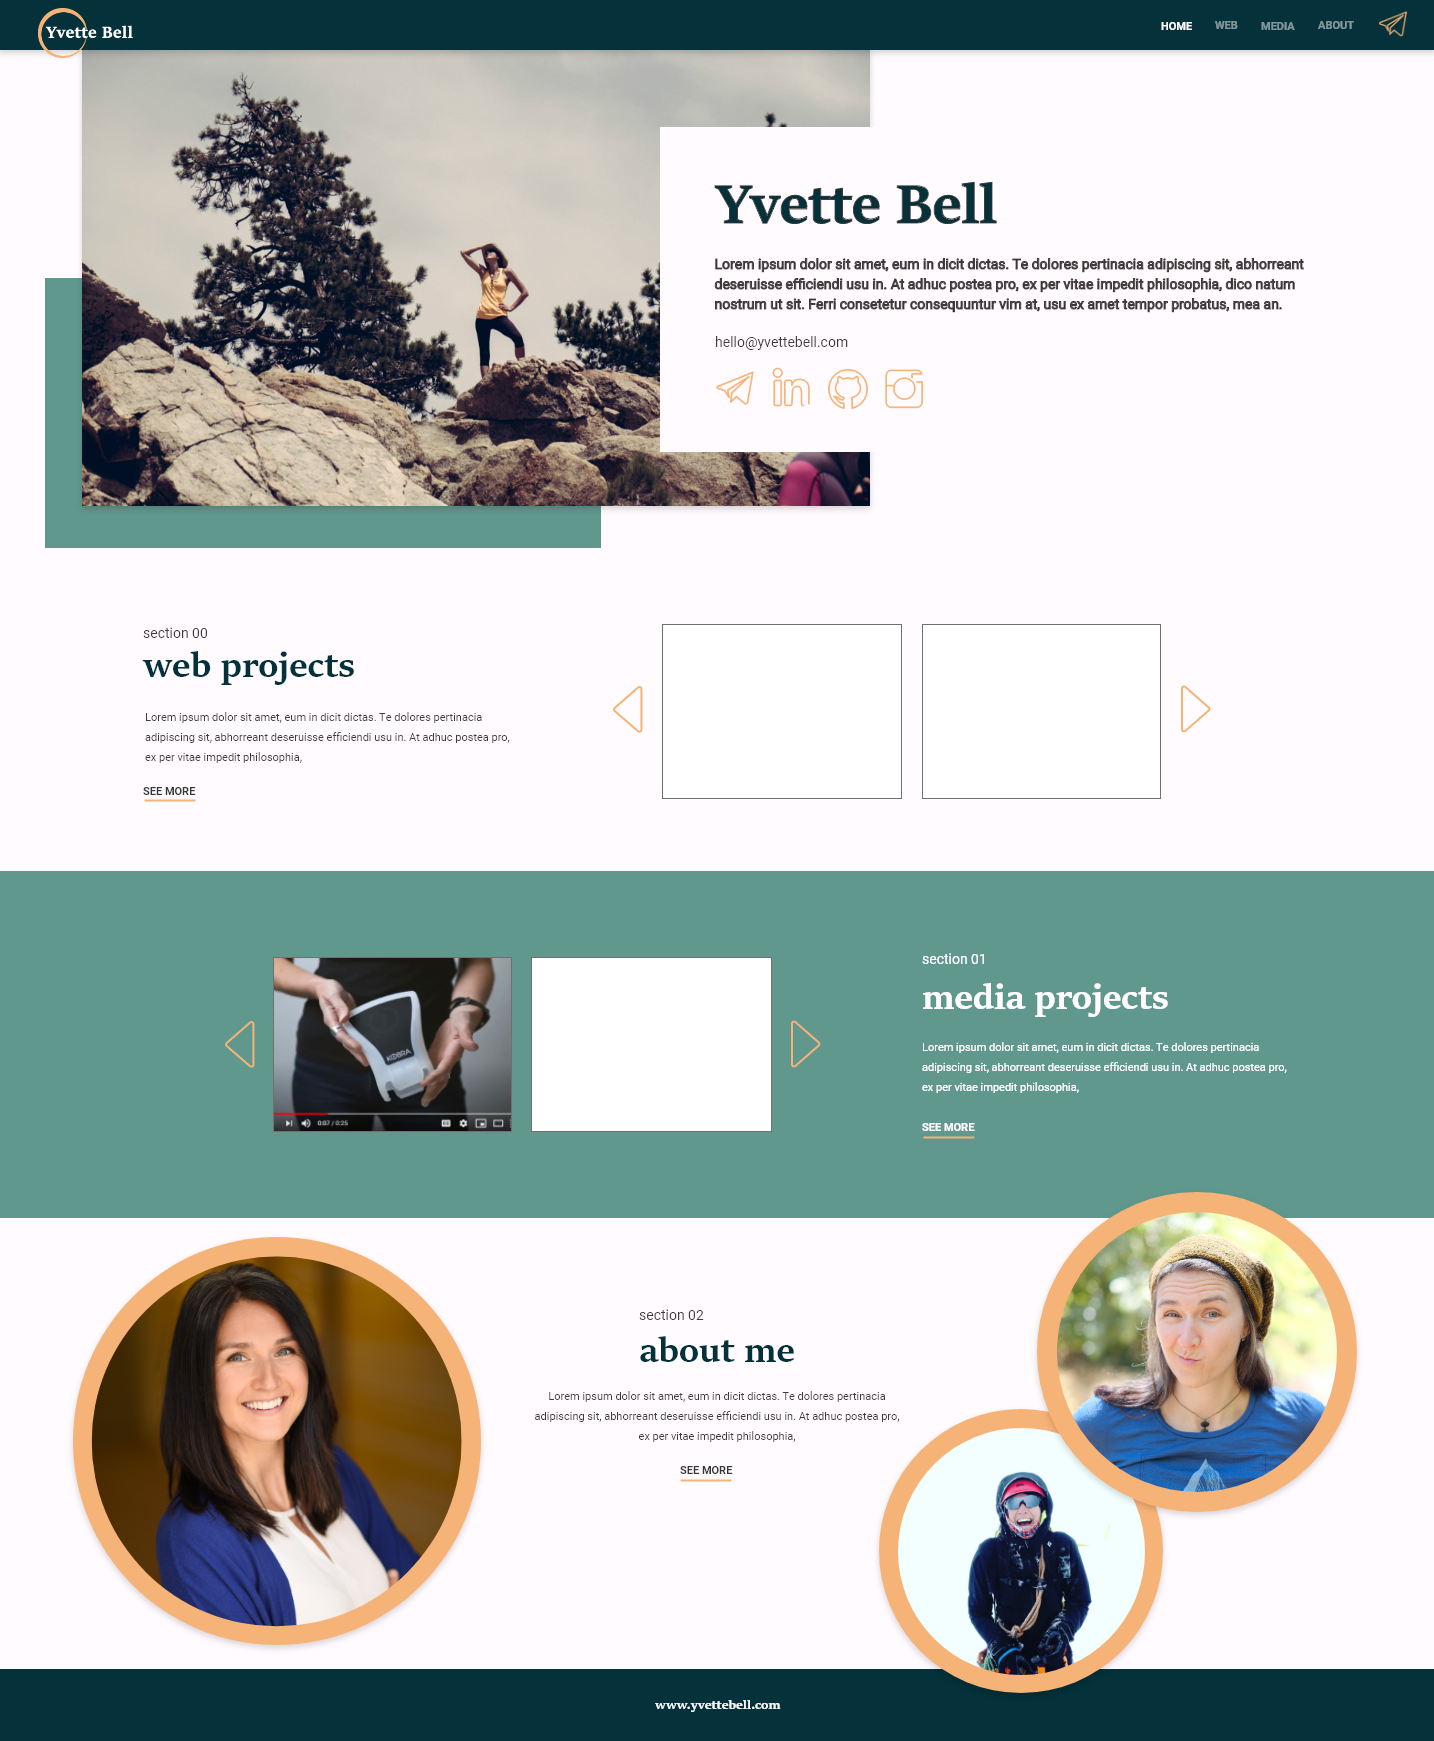 Yvette Bell
HOME WEB MEDIA ABOUT
Yvette Bell
Lorem ipsum dolor sit amet, eum in dicit dictas. Te dolores pertinacia adipiscing sit, abhorreant
deseruisse efficiendi usu in. At adhuc postea pro, ex per vitae impedit philosophia, dico natum
nostrum ut sit. Ferri consetetur consequuntur vim at, usu ex amet tempor probatus, mea an.
hello@yvettebell.com
in
section 00
web projects
Lorem ipsum dolor sit amet, eum in dicit dictas. Te dolores pertinacia
adipiscing sit, abhorreant deseruisse efficiendi usu in. At adhuc postea pro,
ex per vitae impedit philosophia,
SEE MORE
KOBRA
0:07 / 0:25
section 01
media projects
Lorem ipsum dolor sit amet, eum in dicit dictas. Te dolores pertinacia
adipiscing sit, abhorreant deseruisse efficiendi usu in. At adhuc postea pro,
ex per vitae impedit philosophia,
SEE MORE
section 02
about me
Lorem ipsum dolor sit amet, eum in dicit dictas. Te dolores pertinacia
adipiscing sit, abhorreant deseruisse efficiendi usu in. At adhuc postea pro,
ex per vitae impedit philosophia,
SEE MORE
www.yvettebell.com